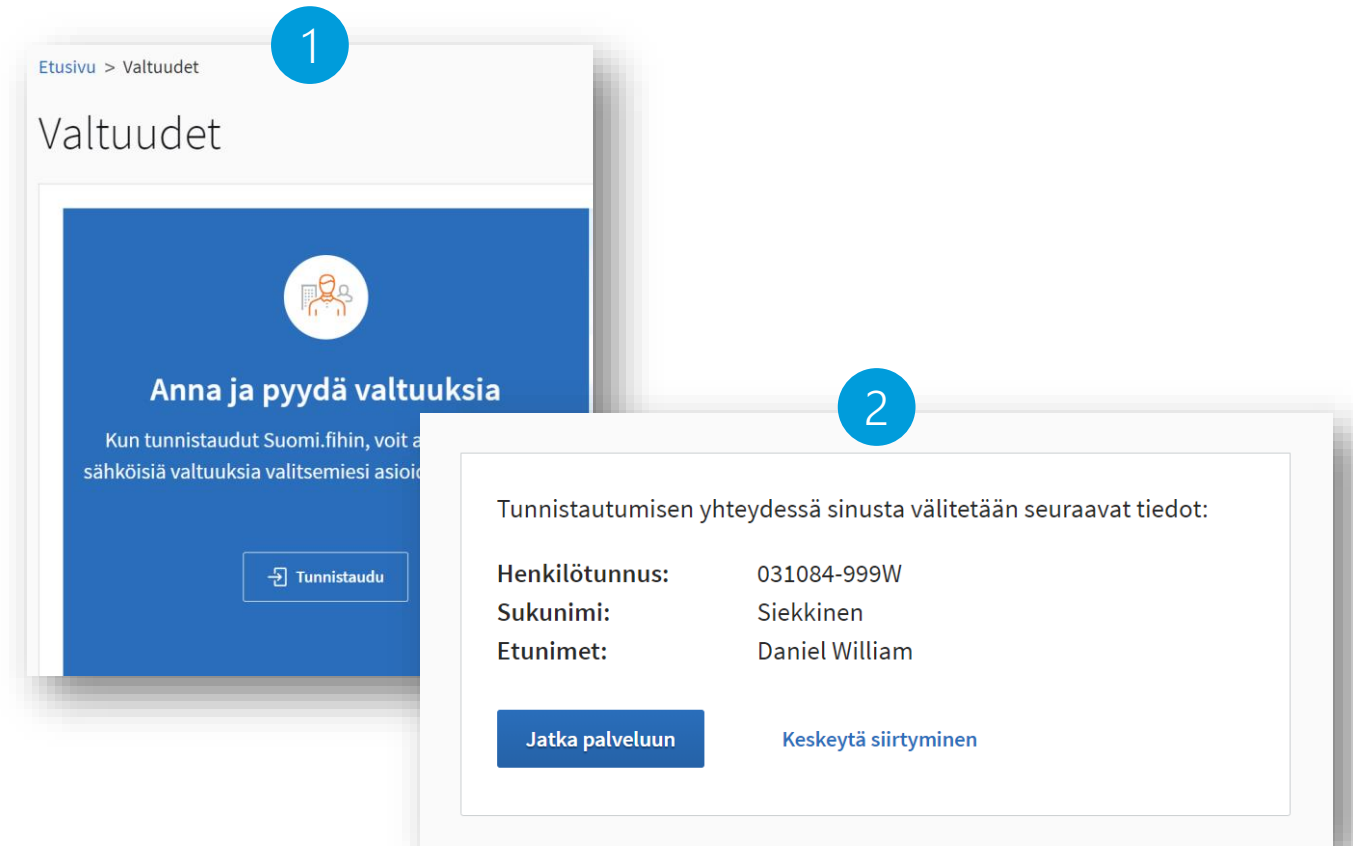 1
Etusivu > Valtuudet
Valtuudet
Anna ja pyydä valtuuksia
Kun tunnistaudut Suomi.fihin, voit
sähköisiä valtuuksia valitsemiesi
Tunnistaudu
2
Tunnistautumisen yhteydessä sinusta välitetään seuraavat tiedot:
Henkilötunnus: 031084-999W
Sukunimi: Siekkinen
Etunimet: Daniel William
Jatka palveluun Keskeytä siirtyminen